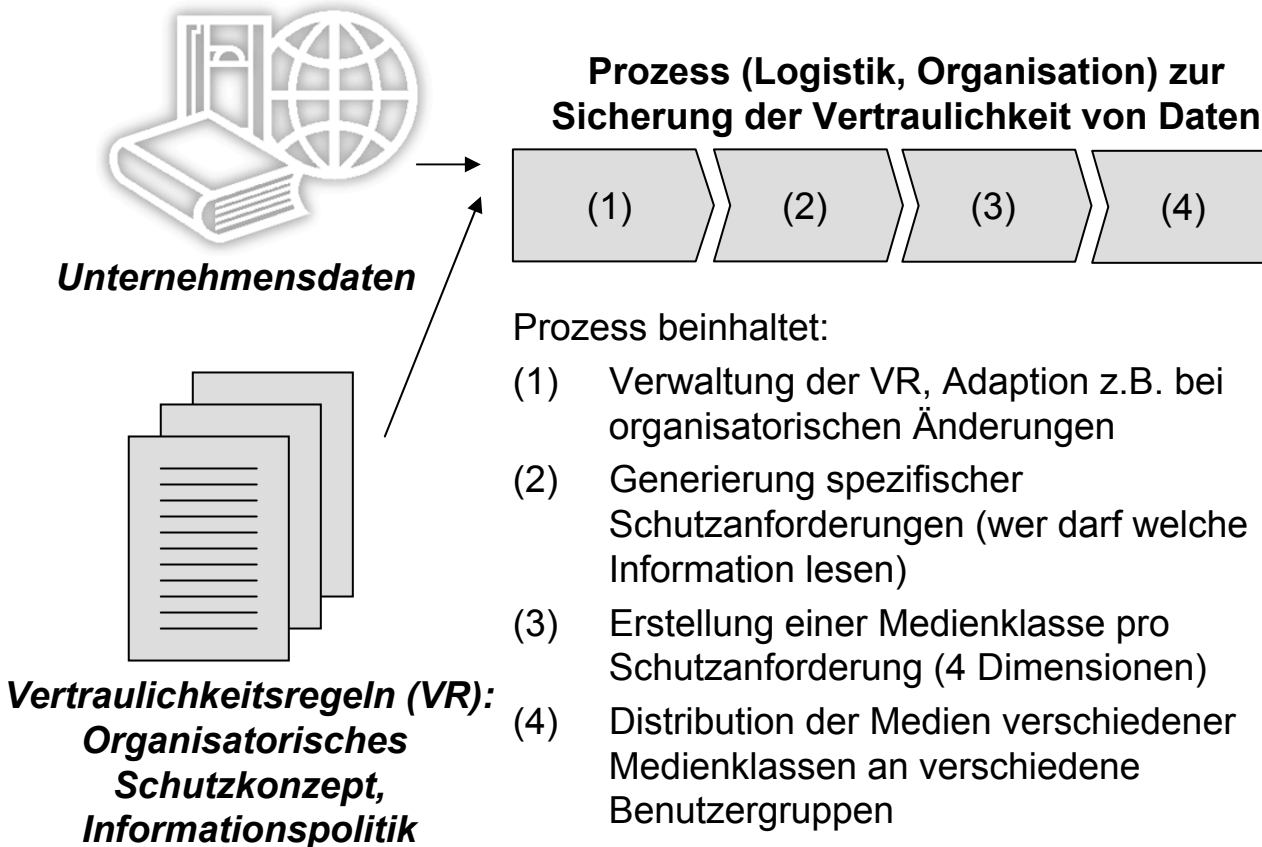 Prozess (Logistik, Organisation) zur
Sicherung der Vertraulichkeit von Daten
(1)
(2)
(3)
(4)
Unternehmensdaten
Prozess beinhaltet:
(1) Verwaltung der VR, Adaption z.B. bei
organisatorischen Änderungen
(2) Generierung spezifischer
Schutzanforderungen (wer darf welche
Information lesen)
(3) Erstellung einer Medienklasse pro
Schutzanforderung (4 Dimensionen)
(4) Distribution der Medien verschiedener
Medienklassen an verschiedene
Benutzergruppen
Vertraulichkeitsregeln (VR):
Organisatorisches
Schutzkonzept,
Informationspolitik